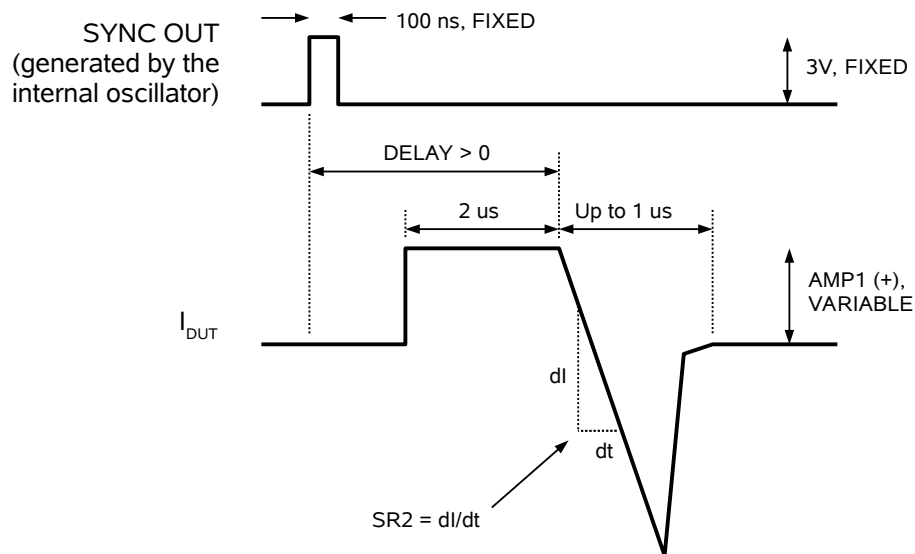 100 ns, FIXED
SYNC OUT
(generated by the
internal oscillator)
3V, FIXED
DELAY > 0
2 us
Up to 1 us
AMP1 (+),
VARIABLE
I_DUT
dI
dt
SR2 = dI/dt